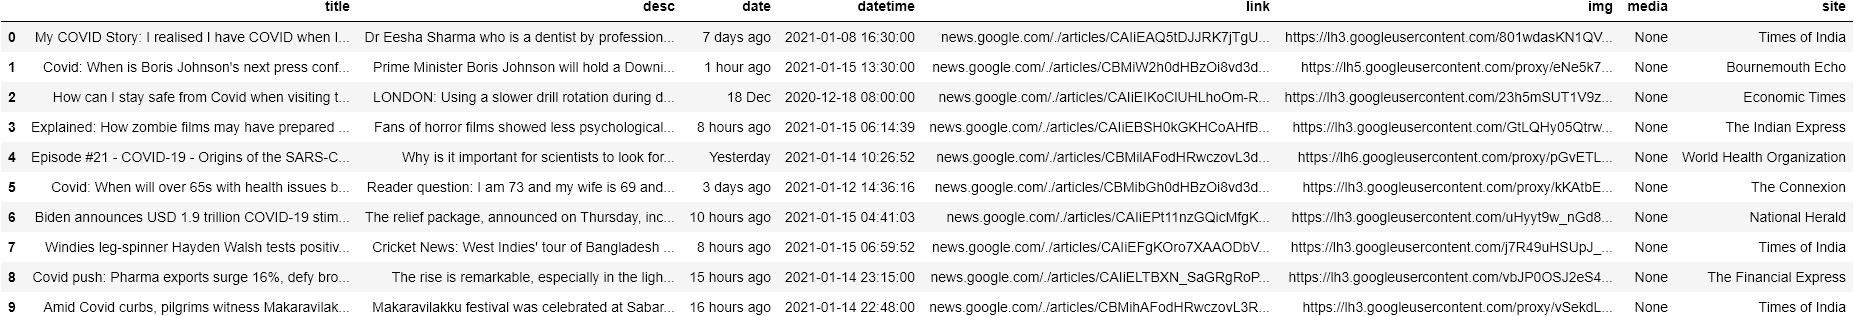 title desc date datetime link img media site
0 My COVID Story: I realised I have COVID when I... Dr Eesha Sharma who is a dentist by profession... 7 days ago 2021-01-08 16:30:00 news.google.com/./articles/CAIiEAQ5tDJJRK7jTgU... https://lh3.googleusercontent.com/801wdasKN1QV... None Times of India
1 Covid: When is Boris Johnson's next press conf... Prime Minister Boris Johnson will hold a Downi... 1 hour ago 2021-01-15 13:30:00 news.google.com/./articles/CBMiW2h0dHBzOi8vd3d... https://lh5.googleusercontent.com/proxy/eNe5k7... None Bournemouth Echo
2 How can I stay safe from Covid when visiting t... LONDON: Using a slower drill rotation during d... 18 Dec 2020-12-18 08:00:00 news.google.com/./articles/CAIiEIKoCIUHLhoOm-R... https://lh3.googleusercontent.com/23h5mSUT1V9z... None Economic Times
3 Explained: How zombie films may have prepared ... Fans of horror films showed less psychological... 8 hours ago 2021-01-15 06:14:39 news.google.com/./articles/CAIiEBSH0kGKHCoAHfB... https://lh3.googleusercontent.com/GtLQHy05Qtrw... None The Indian Express
4 Episode #21 - COVID-19 - Origins of the SARS-C... Why is it important for scientists to look for... Yesterday 2021-01-14 10:26:52 news.google.com/./articles/CBMilAFodHRwczovL3d... https://lh6.googleusercontent.com/proxy/pGvETL... None World Health Organization
5 Covid: When will over 65s with health issues b... Reader question: I am 73 and my wife is 69 and... 3 days ago 2021-01-12 14:36:16 news.google.com/./articles/CBMibGh0dHBzOi8vd3d... https://lh3.googleusercontent.com/proxy/kKAtbE... None The Connexion
6 Biden announces USD 1.9 trillion COVID-19 stim... The relief package, announced on Thursday, inc... 10 hours ago 2021-01-15 04:41:03 news.google.com/./articles/CAIiEPt11nzGQicMfgK... https://lh3.googleusercontent.com/uHyyt9w_nGd8... None National Herald
7 Windies leg-spinner Hayden Walsh tests positiv... Cricket News: West Indies' tour of Bangladesh ... 8 hours ago 2021-01-15 06:59:52 news.google.com/./articles/CAIiEFgKOro7XAAODbV... https://lh3.googleusercontent.com/j7R49uHSUpJ_... None Times of India
8 Covid push: Pharma exports surge 16%, defy bro... The rise is remarkable, especially in the ligh... 15 hours ago 2021-01-14 23:15:00 news.google.com/./articles/CAIiELTBXN_SaGRgRoP... https://lh3.googleusercontent.com/vbJP0OSJ2eS4... None The Financial Express
9 Amid Covid curbs, pilgrims witness Makaravilak... Makaravilakku festival was celebrated at Sabar... 16 hours ago 2021-01-14 22:48:00 news.google.com/./articles/CBMihAFodHRwczovL3R... https://lh3.googleusercontent.com/proxy/vSekdL... None Times of India